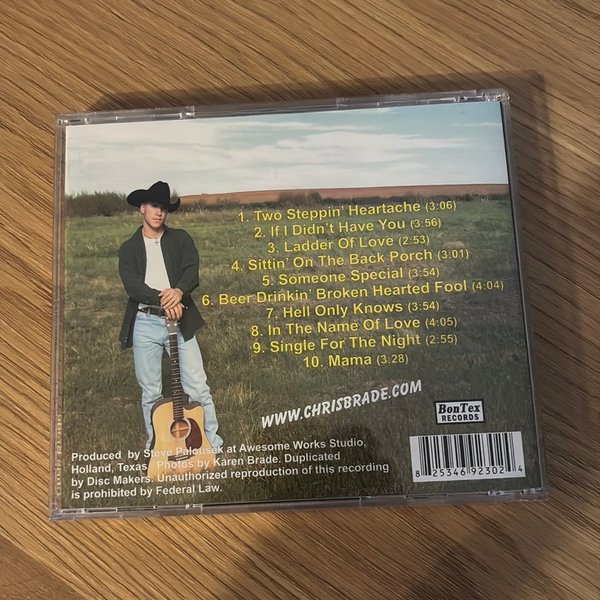 1. Two Steppin' Heartache (3:06)
2. If I Didn't Have You (3:56)
3. Ladder Of Love (2:53)
4. Sittin' On The Back Porch (3:01)
5. Someone Special (3:54)
6. Beer Drinkin' Broken Hearted Fool (4:04)
7. Hell Only Knows (3:54)
8. In The Name Of Love (4:05)
9. Single For The Night (2:55)
10. Mama (3:28)
WWW.CHRISBRADE.COM
BonTex
RECORDS
Produced by Steve Palousek at Awesome Works Studio,
Holland, Texas. Photos by Karen Brade. Duplicated
by Disc Makers. Unauthorized reproduction of this recording
is prohibited by Federal Law.
8 25346 92302 4